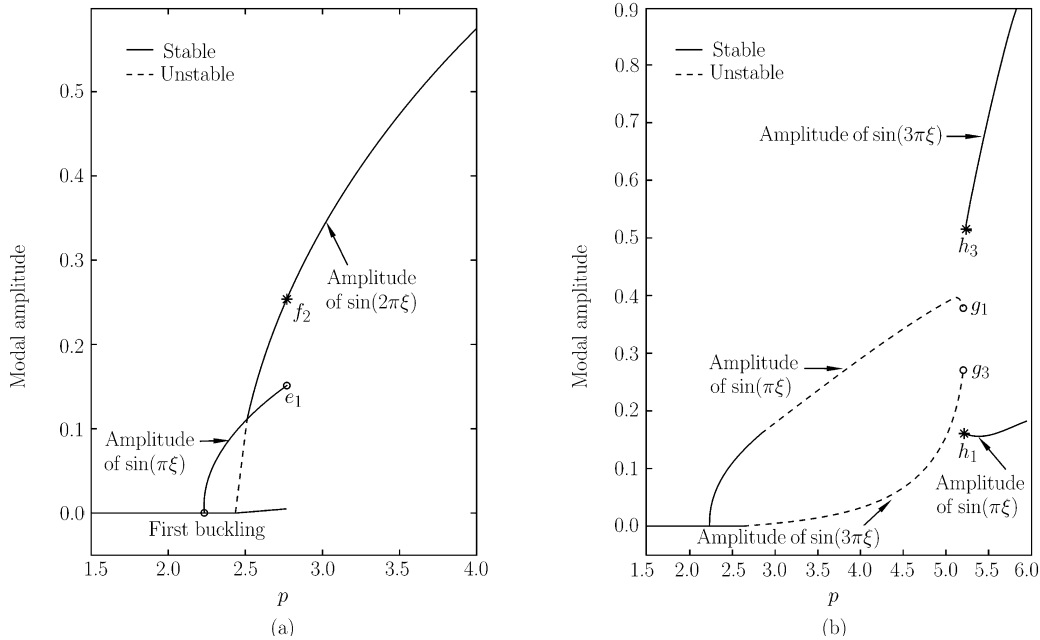 Modal amplitude
0.5
0.4
0.3
0.2
0.1
0.0
Stable
Unstable
Amplitude
of sin(2πξ)
f2
e1
Amplitude
of sin(πξ)
First buckling
1.5 2.0 2.5 3.0 3.5 4.0
p
(a)
Modal amplitude
0.9
0.8
0.7
0.6
0.5
0.4
0.3
0.2
0.1
0.0
Stable
Unstable
Amplitude of sin(3πξ)
h3
g1
Amplitude
of sin(πξ)
g3
h1
Amplitude
of sin(πξ)
Amplitude of sin(3πξ)
1.5 2.0 2.5 3.0 3.5 4.0 4.5 5.0 5.5 6.0
p
(b)